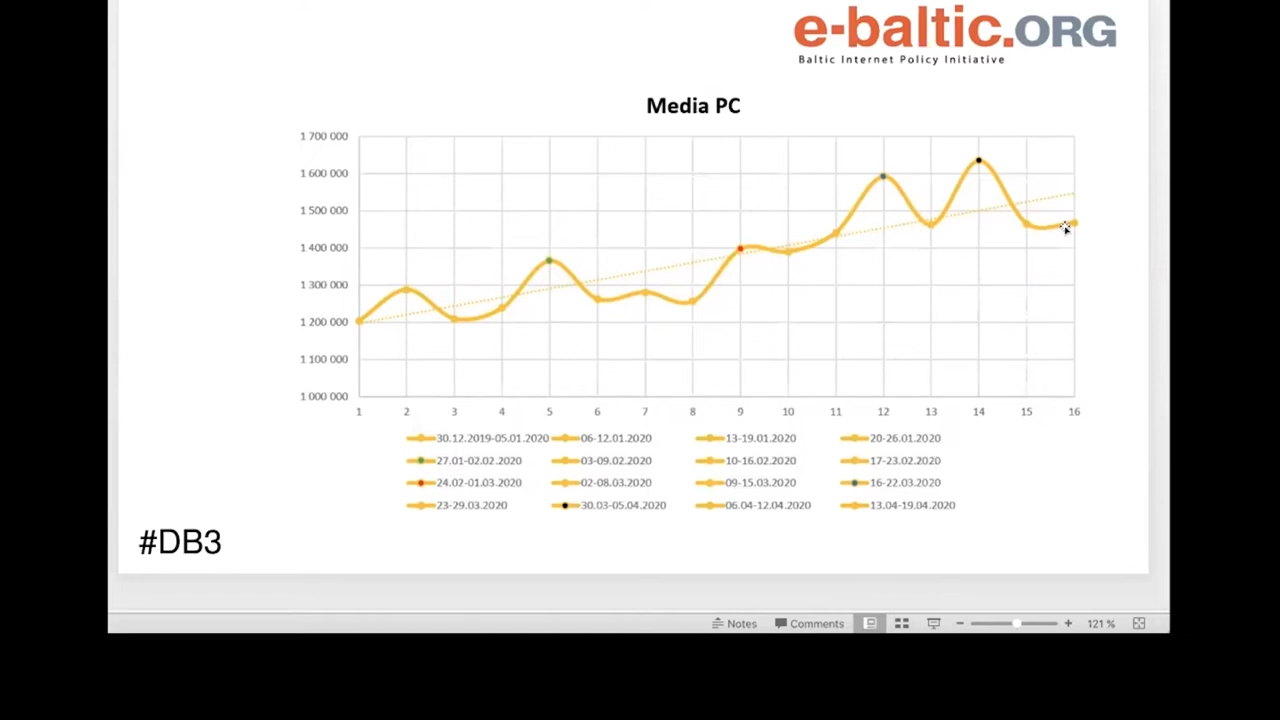 e-baltic.ORG
Baltic Internet Policy Initiative
Media PC
1 700 000
1 600 000
1 500 000
1 400 000
1 300 000
1 200 000
1 100 000
1 000 000
1 2 3 4 5 6 7 8 9 10 11 12 13 14 15 16
30.12.2019-05.01.2020 06-12.01.2020 13-19.01.2020 20-26.01.2020
27.01-02.02.2020 03-09.02.2020 10-16.02.2020 17-23.02.2020
24.02-01.03.2020 02-08.03.2020 09-15.03.2020 16-22.03.2020
23-29.03.2020 30.03-05.04.2020 06.04-12.04.2020 13.04-19.04.2020
#DB3
Notes Comments 121 %